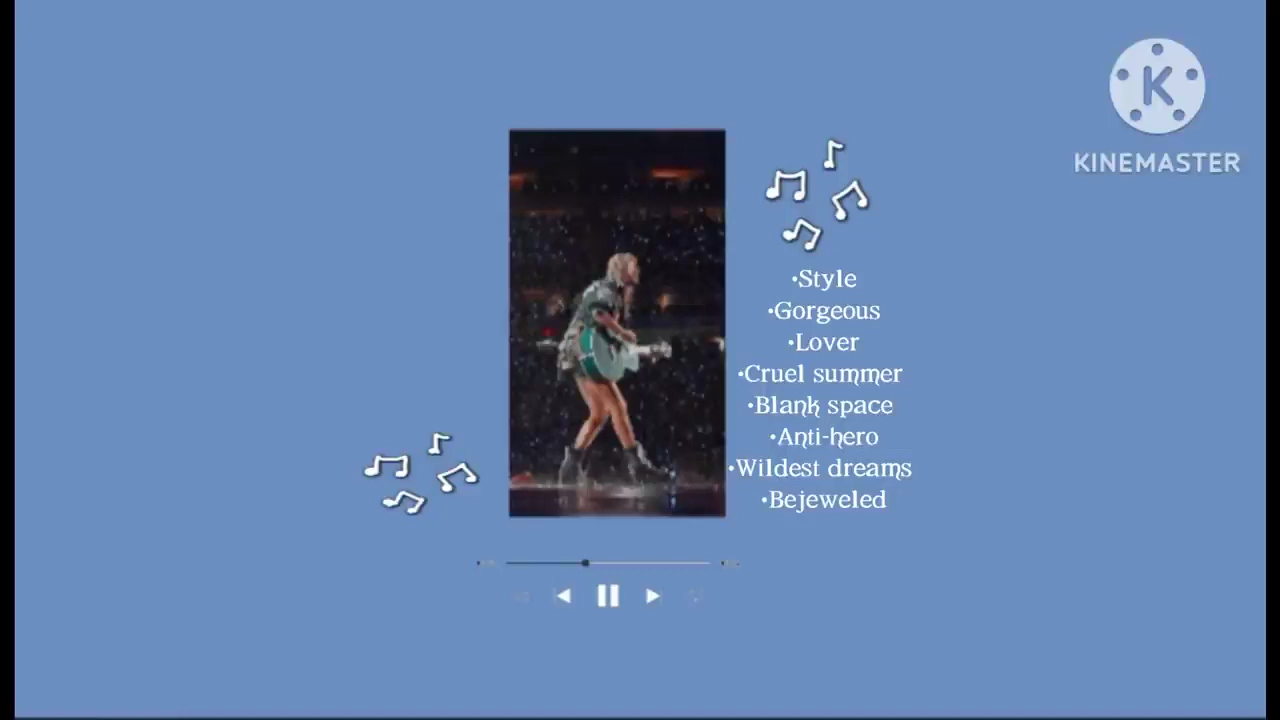 K
KINEMASTER
•Style
•Gorgeous
•Lover
•Cruel summer
•Blank space
•Anti-hero
•Wildest dreams
•Bejeweled